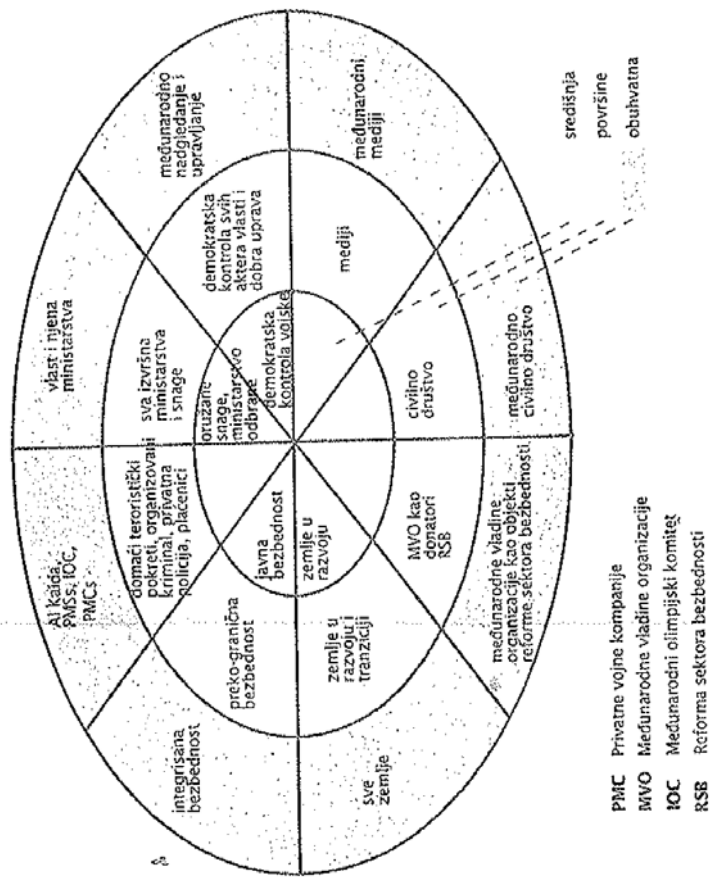 Al Kaida,
PMSs, IOC,
PMCs
vlast i njena
ministarstva
međunarodno
nadgledanje i
upravljanje
međunarodni
mediji
međunarodno
civilno društvo
međunarodne vladine
organizacije kao objekti
reforme sektora bezbednosti
sve
zemlje
integrisana
bezbednost
domaći teroristički
pokreti, organizovani
kriminal, privatna
policija, plaćenici
sva izvršna
ministarstva
i snage
demokratska
kontrola svih
aktera vlasti i
dobra uprava
mediji
civilno
društvo
MVO kao
donatori
RSB
zemlje u
razvoju i
tranziciji
preko-granična
bezbednost
javna
bezbednost
oružane
snage,
ministarstvo
odbrane
demokratska
kontrola vojske
zemlje u
razvoju
središnja
površine
obuhvatna
PMC Privatne vojne kompanije
MVO Međunarodne vladine organizacije
IOC Međunarodni olimpijski komitet
RSB Reforma sektora bezbednosti